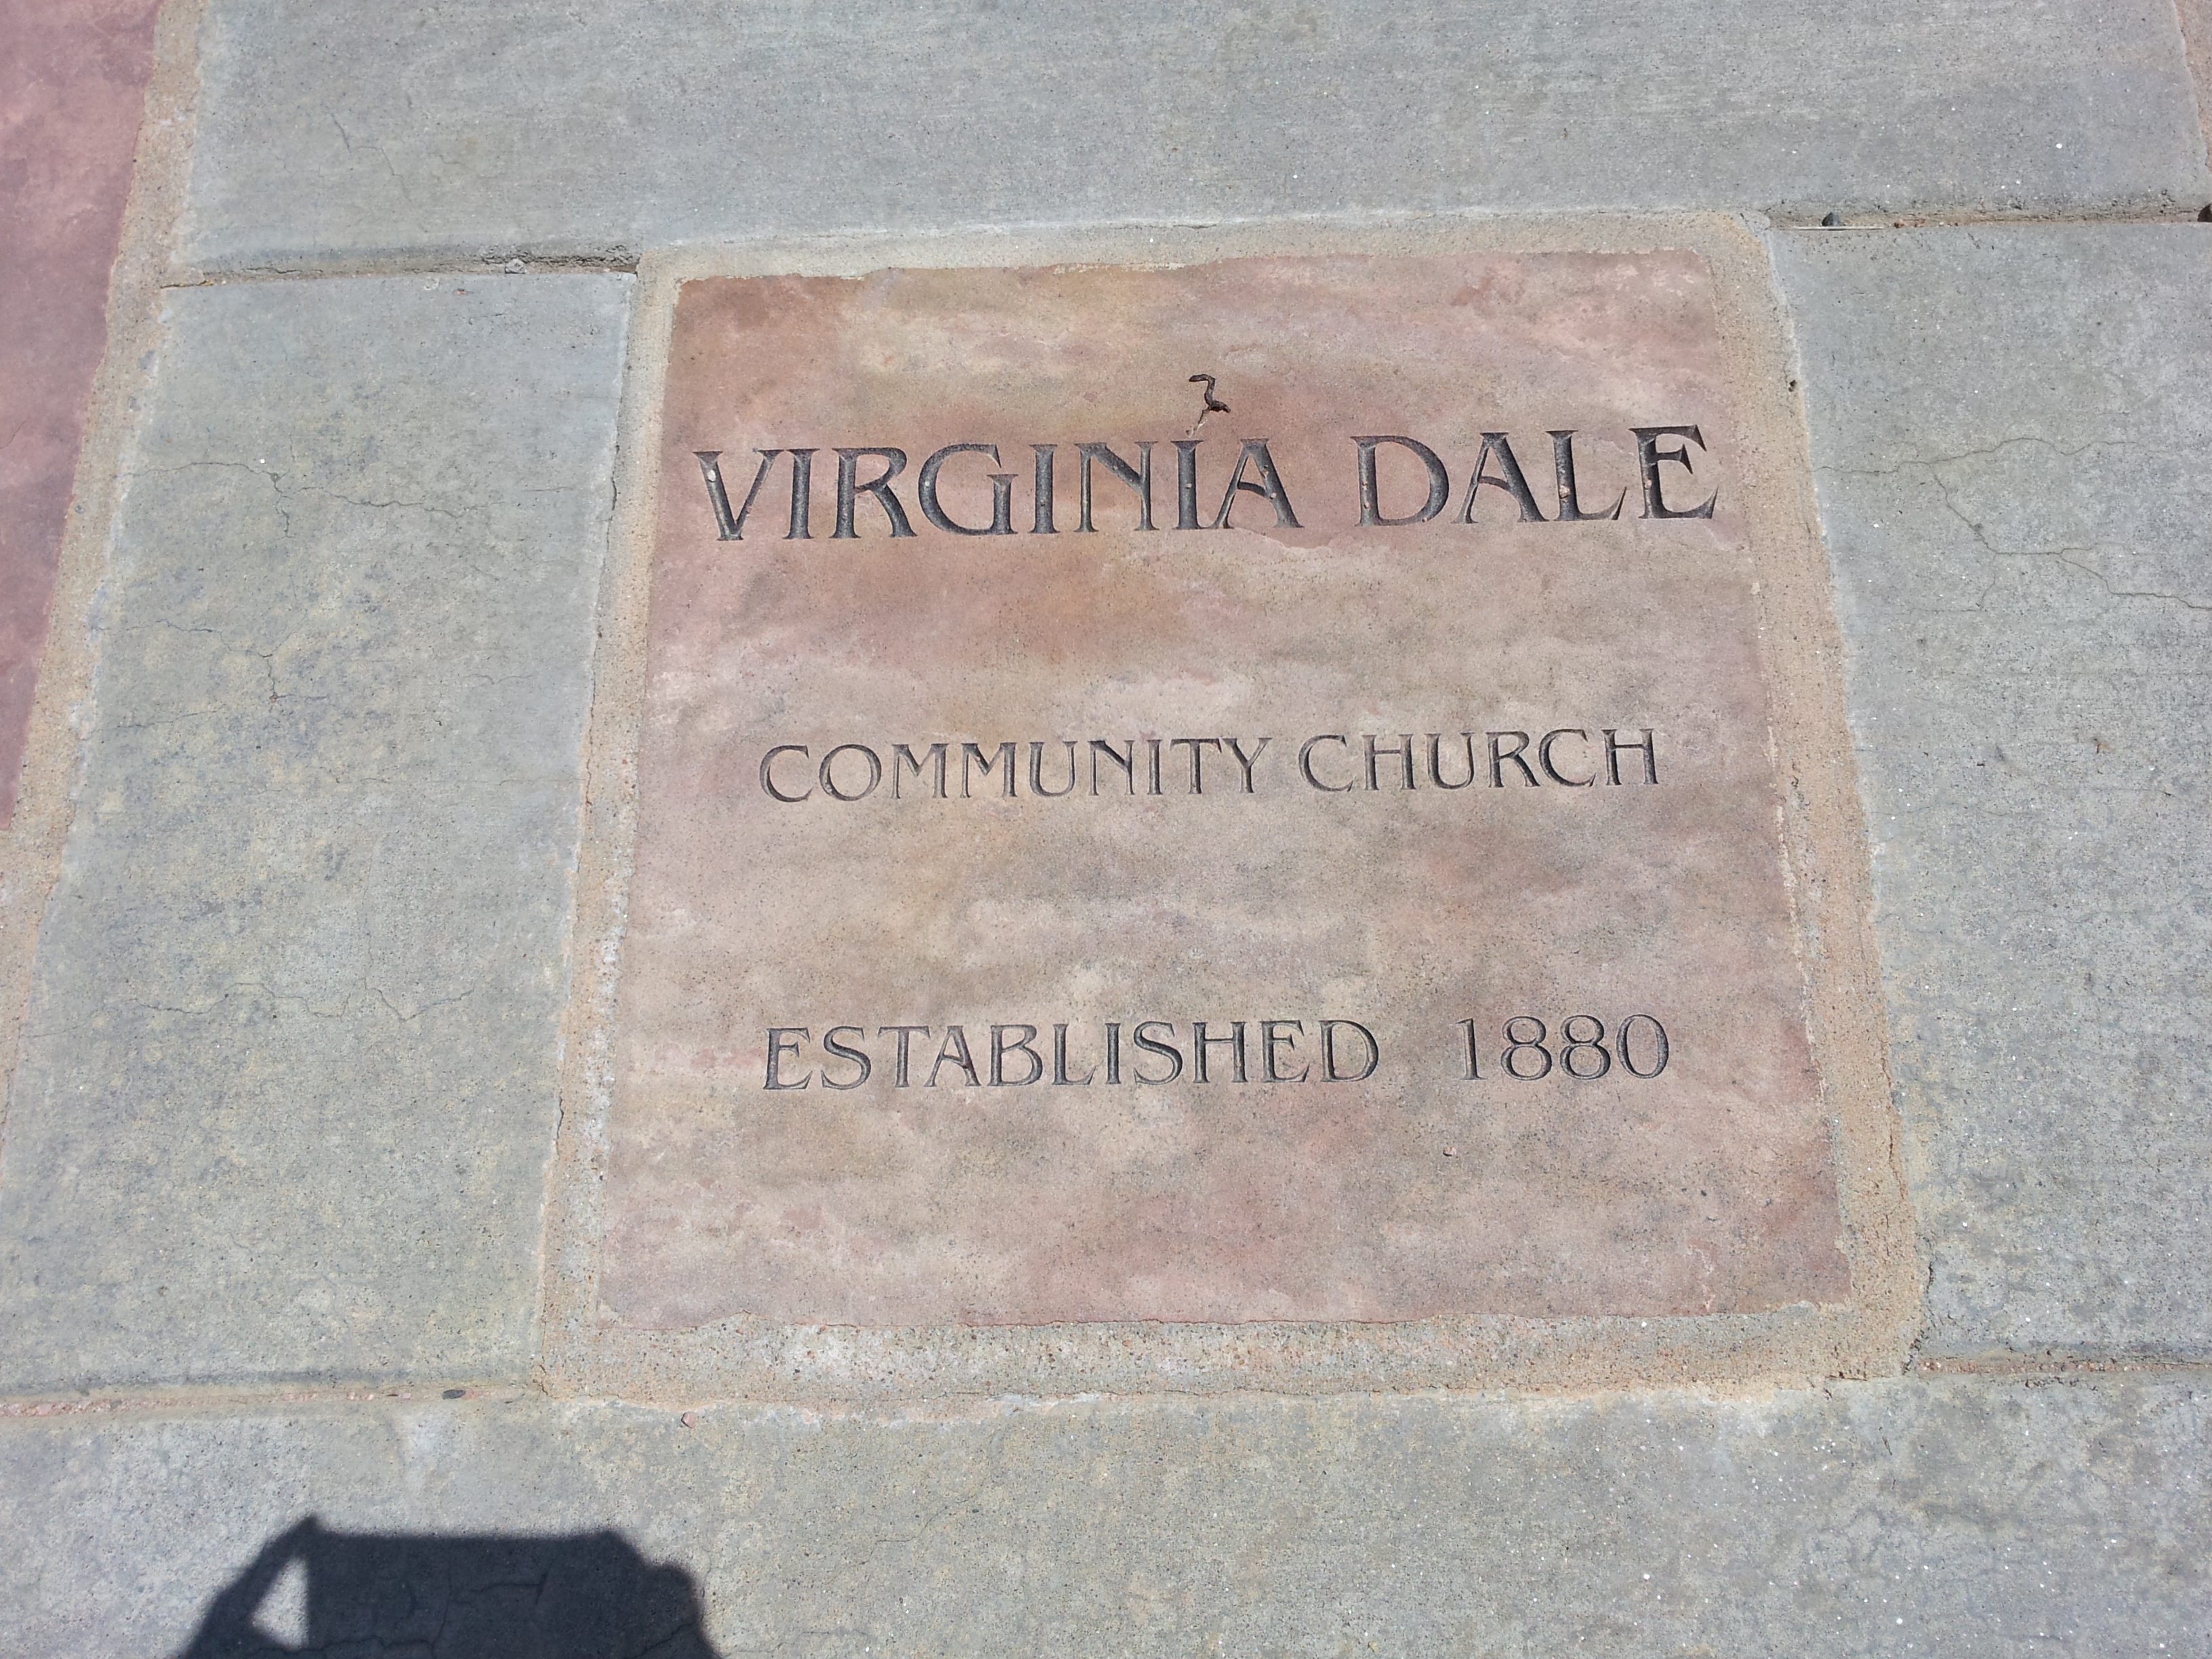 VIRGINIA DALE
COMMUNITY CHURCH
ESTABLISHED 1880